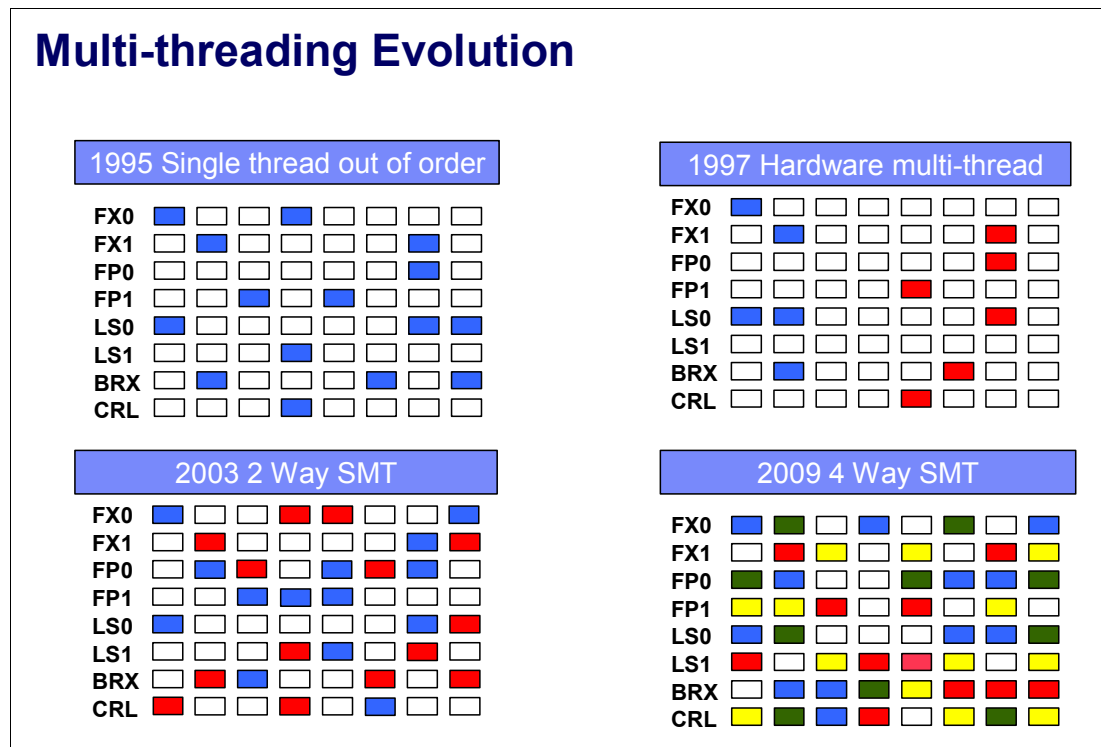 Multi-threading Evolution
1995 Single thread out of order
FX0
FX1
FP0
FP1
LS0
LS1
BRX
CRL
1997 Hardware multi-thread
FX0
FX1
FP0
FP1
LS0
LS1
BRX
CRL
2003 2 Way SMT
FX0
FX1
FP0
FP1
LS0
LS1
BRX
CRL
2009 4 Way SMT
FX0
FX1
FP0
FP1
LS0
LS1
BRX
CRL